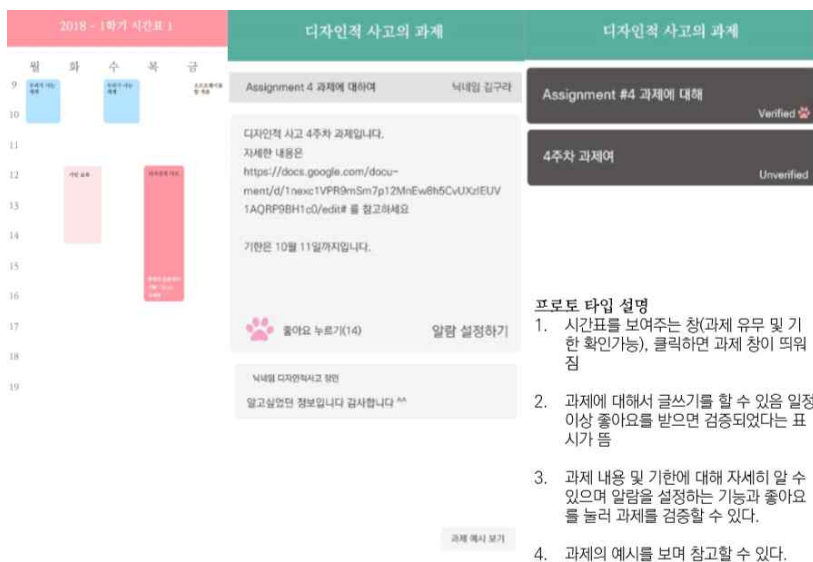 2018 - 1학기 시간표 1
월 화 수 목 금
9
10
11
12
13
14
15
16
17
18
19
디자인적 사고의 과제
Assignment 4 과제에 대하여
닉네임 김구라
디자인적 사고 4주차 과제입니다.
자세한 내용은
https://docs.google.com/docu-
ment/d/1nexc1VPR9mSm7p12MnEw8h5CvUXzIEUV
1AQRP9BH1c0/edit# 를 참고하세요
기한은 10월 11일까지입니다.
좋아요 누르기(14)
알람 설정하기
닉네임 디자인적사고 장인
알고싶었던 정보입니다 감사합니다 ^^
과제 예시 보기
디자인적 사고의 과제
Assignment #4 과제에 대해
Verified
4주차 과제여
Unverified
프로토 타입 설명
1. 시간표를 보여주는 창(과제 유무 및 기
한 확인가능), 클릭하면 과제 창이 띄워
짐
2. 과제에 대해서 글쓰기를 할 수 있음 일정
이상 좋아요를 받으면 검증되었다는 표
시가 뜸
3. 과제 내용 및 기한에 대해 자세히 알 수
있으며 알람을 설정하는 기능과 좋아요
를 눌러 과제를 검증할 수 있다.
4. 과제의 예시를 보며 참고할 수 있다.